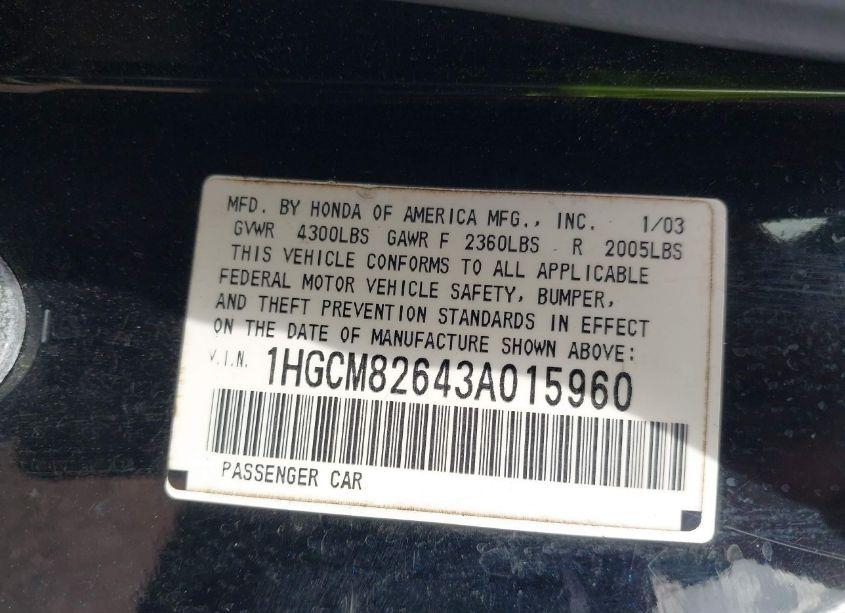 MFD. BY HONDA OF AMERICA MFG., INC. 1/03
GVWR 4300LBS GAWR F 2360LBS R 2005LBS
THIS VEHICLE CONFORMS TO ALL APPLICABLE
FEDERAL MOTOR VEHICLE SAFETY, BUMPER,
AND THEFT PREVENTION STANDARDS IN EFFECT
ON THE DATE OF MANUFACTURE SHOWN ABOVE:
V.I.N. 1HGCM82643A015960
PASSENGER CAR